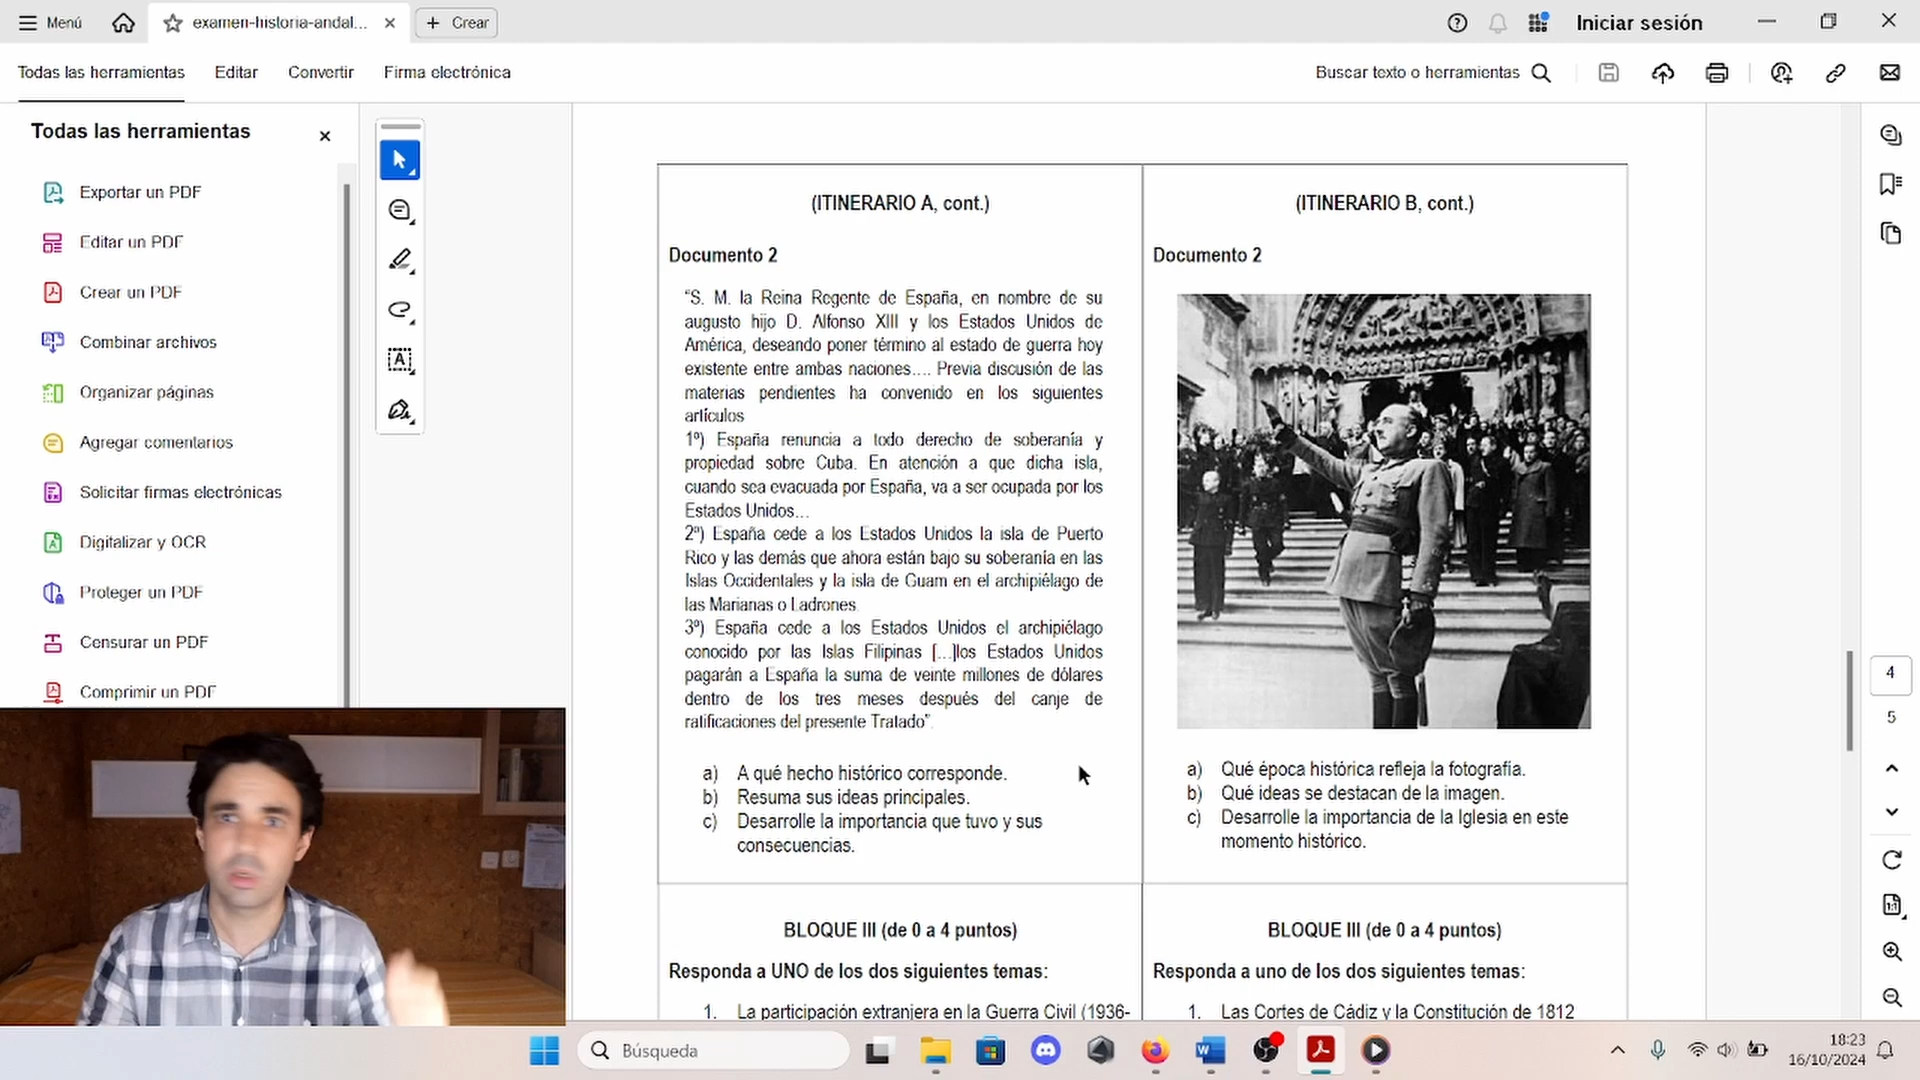 Menú
examen-historia-andal...
Crear
Iniciar sesión
Todas las herramientas
Editar
Convertir
Firma electrónica
Buscar texto o herramientas
Todas las herramientas
Exportar un PDF
Editar un PDF
Crear un PDF
Combinar archivos
Organizar páginas
Agregar comentarios
Solicitar firmas electrónicas
Digitalizar y OCR
Proteger un PDF
Censurar un PDF
Comprimir un PDF
(ITINERARIO A, cont.)
Documento 2
"S. M. la Reina Regente de España, en nombre de su
augusto hijo D. Alfonso XIII y los Estados Unidos de
América, deseando poner término al estado de guerra hoy
existente entre ambas naciones.... Previa discusión de las
materias pendientes ha convenido en los siguientes
artículos
1º) España renuncia a todo derecho de soberanía y
propiedad sobre Cuba. En atención a que dicha isla,
cuando sea evacuada por España, va a ser ocupada por los
Estados Unidos...
2º) España cede a los Estados Unidos la isla de Puerto
Rico y las demás que ahora están bajo su soberanía en las
Islas Occidentales y la isla de Guam en el archipiélago de
las Marianas o Ladrones.
3º) España cede a los Estados Unidos el archipiélago
conocido por las Islas Filipinas [...]los Estados Unidos
pagarán a España la suma de veinte millones de dólares
dentro de los tres meses después del canje de
ratificaciones del presente Tratado".
a) A qué hecho histórico corresponde.
b) Resuma sus ideas principales.
c) Desarrolle la importancia que tuvo y sus
consecuencias.
BLOQUE III (de 0 a 4 puntos)
Responda a UNO de los dos siguientes temas:
1. La participación extranjera en la Guerra Civil (1936-
(ITINERARIO B, cont.)
Documento 2
a) Qué época histórica refleja la fotografía.
b) Qué ideas se destacan de la imagen.
c) Desarrolle la importancia de la Iglesia en este
momento histórico.
BLOQUE III (de 0 a 4 puntos)
Responda a uno de los dos siguientes temas:
1. Las Cortes de Cádiz y la Constitución de 1812
4
5
Búsqueda
18:23
16/10/2024